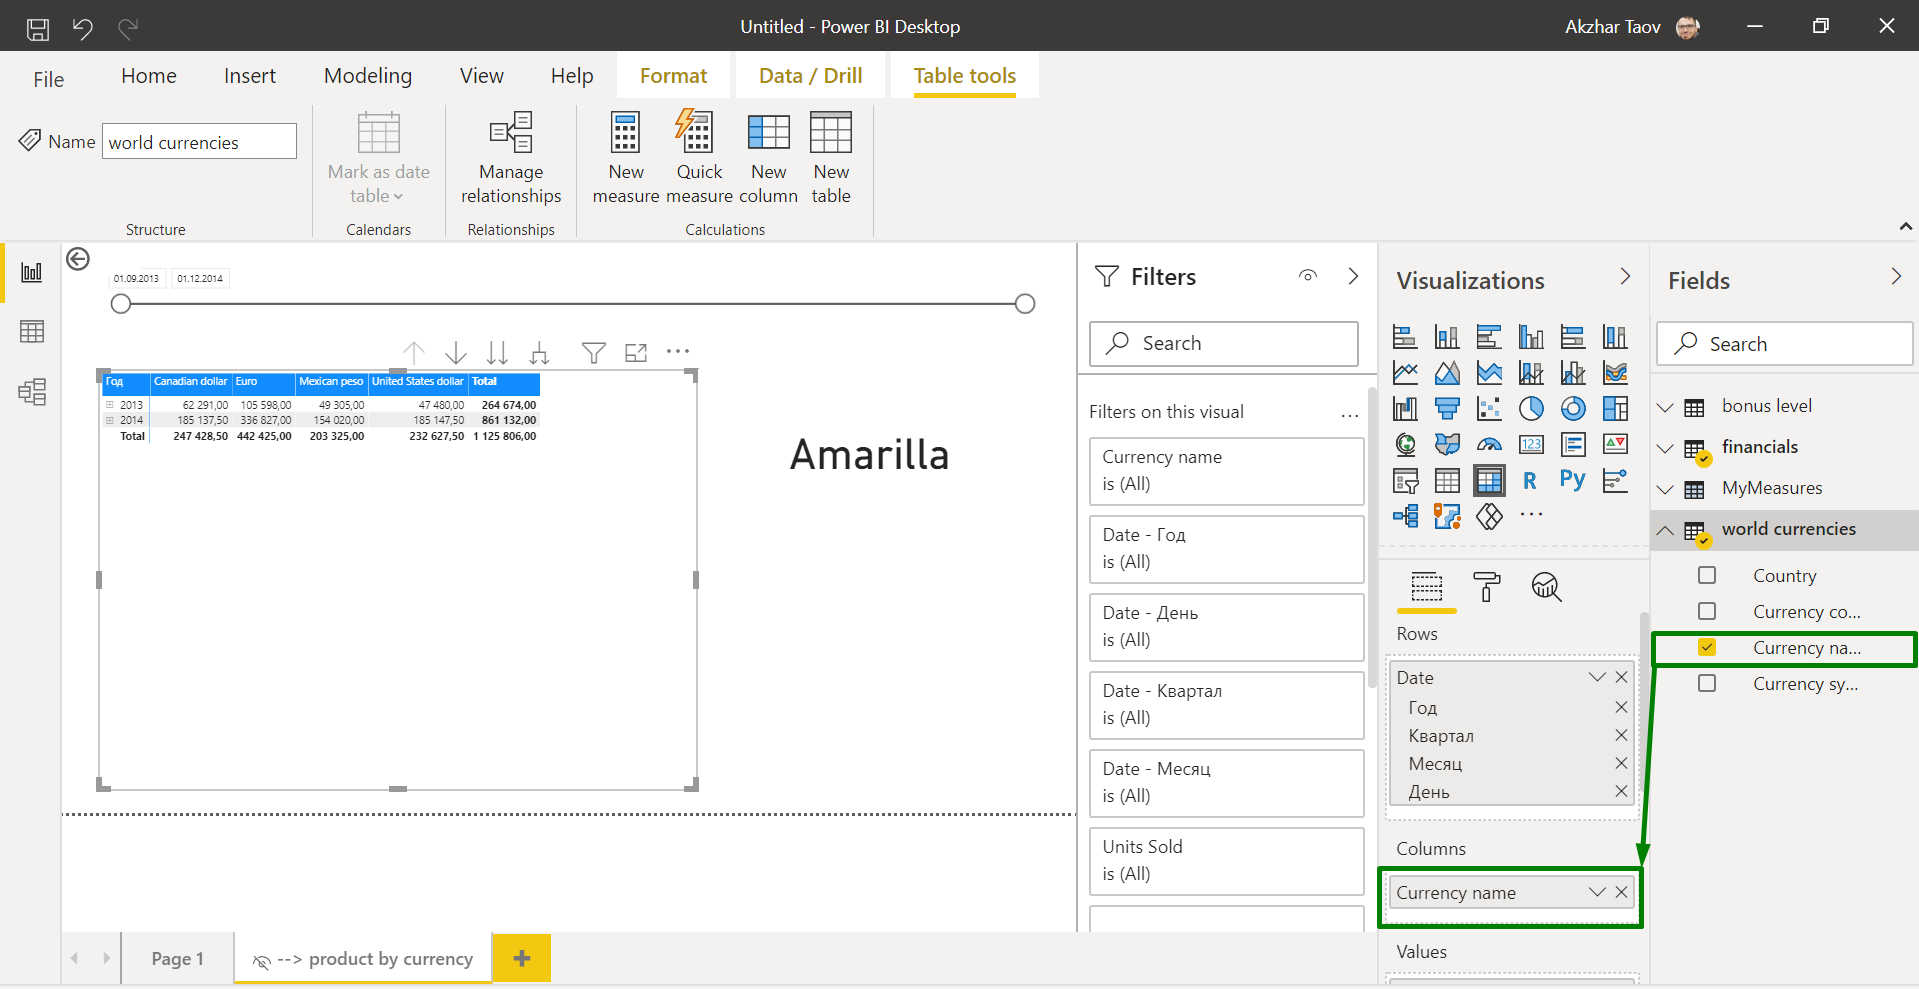 Untitled - Power BI Desktop
Akzhar Taov
File
Home
Insert
Modeling
View
Help
Format
Data / Drill
Table tools
Name
world currencies
Mark as date
table
Manage
relationships
New
measure
Quick
measure
New
column
New
table
Structure
Calendars
Relationships
Calculations
01.09.2013
01.12.2014
Год Canadian dollar Euro Mexican peso United States dollar Total
2013 62 291,00 105 598,00 49 305,00 47 480,00 264 674,00
2014 185 137,50 336 827,00 154 020,00 185 147,50 861 132,00
Total 247 428,50 442 425,00 203 325,00 232 627,50 1 125 806,00
Amarilla
Filters
Search
Filters on this visual
Currency name
is (All)
Date - Год
is (All)
Date - День
is (All)
Date - Квартал
is (All)
Date - Месяц
is (All)
Units Sold
is (All)
Visualizations
123
R
Py
Rows
Date
Год
Квартал
Месяц
День
Columns
Currency name
Values
Fields
Search
bonus level
financials
MyMeasures
world currencies
Country
Currency co...
Currency na...
Currency sy...
Page 1
--> product by currency